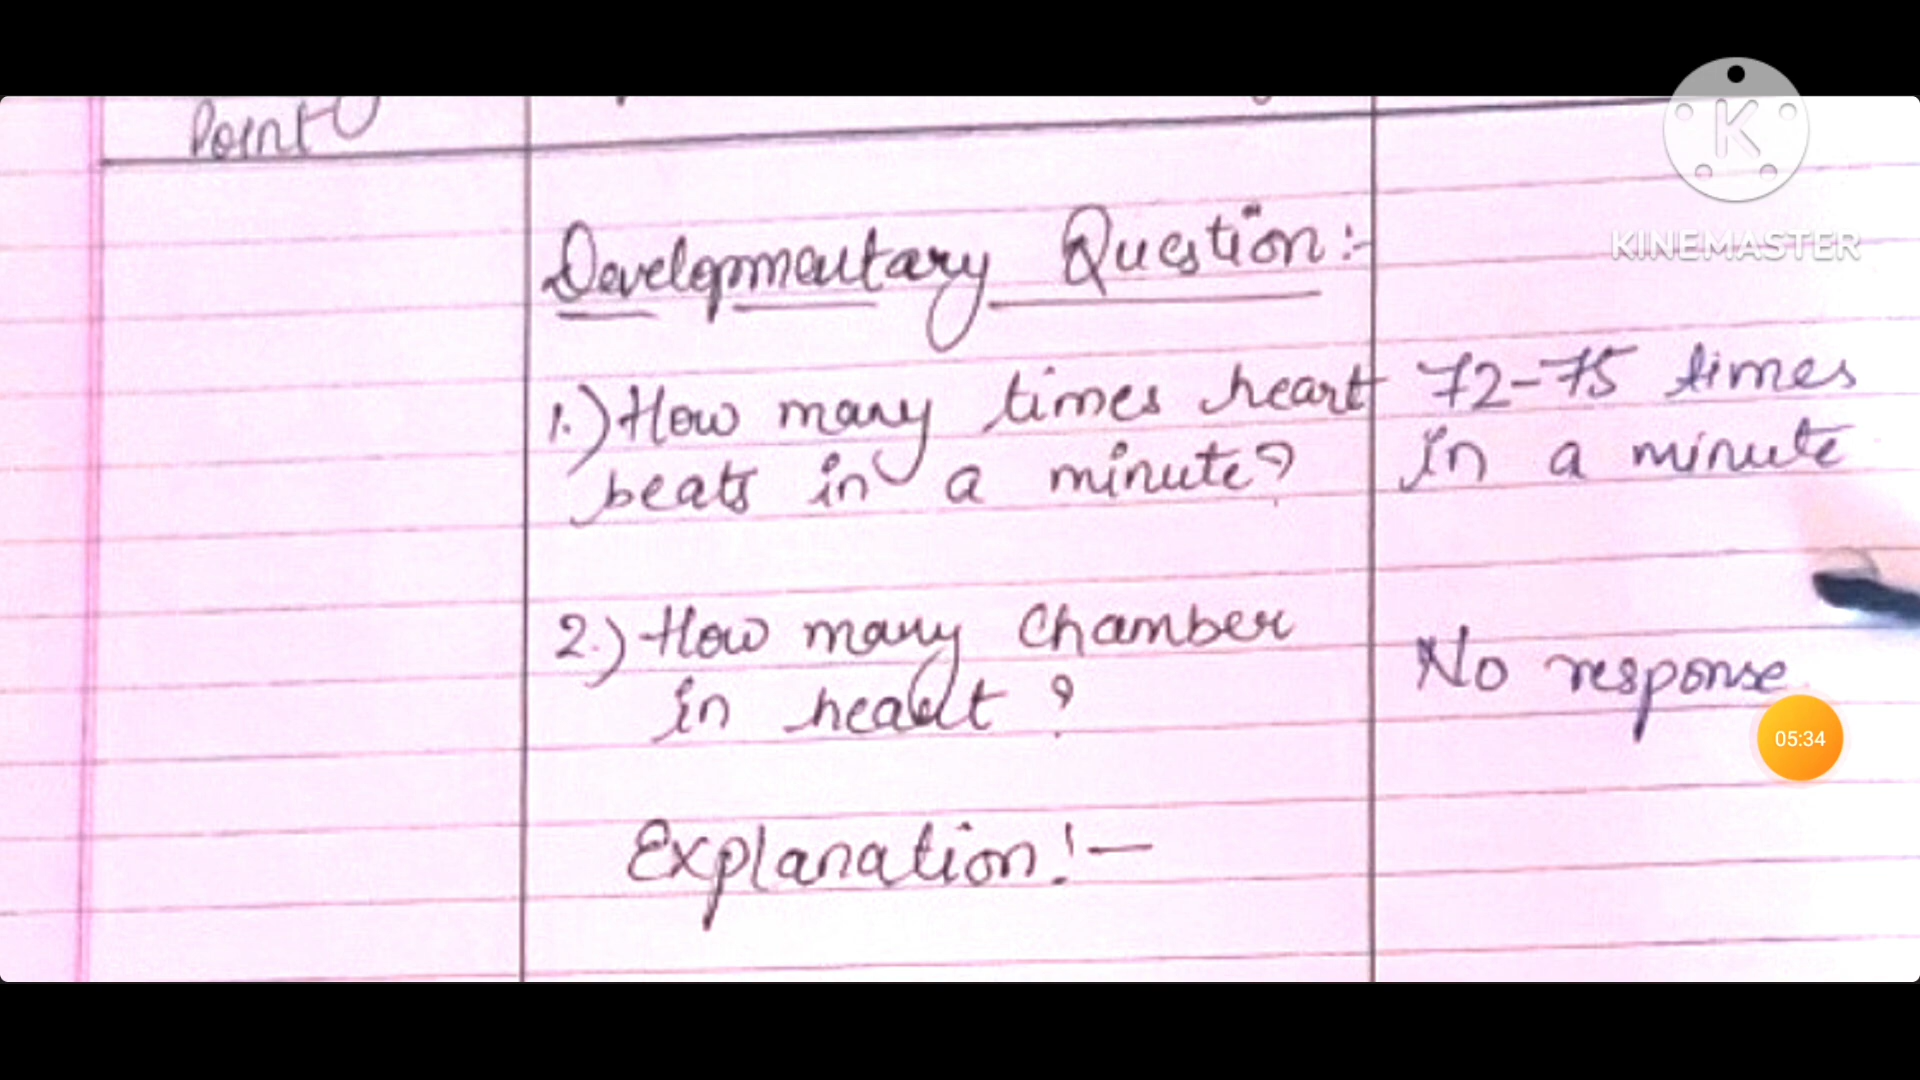 Point
Developmentary Question:-
1.) How many times heart
beats in a minute?
72-75 times
in a minute
2.) How many chamber
in heart ?
No response
Explanation:-
KINEMASTER
05:34